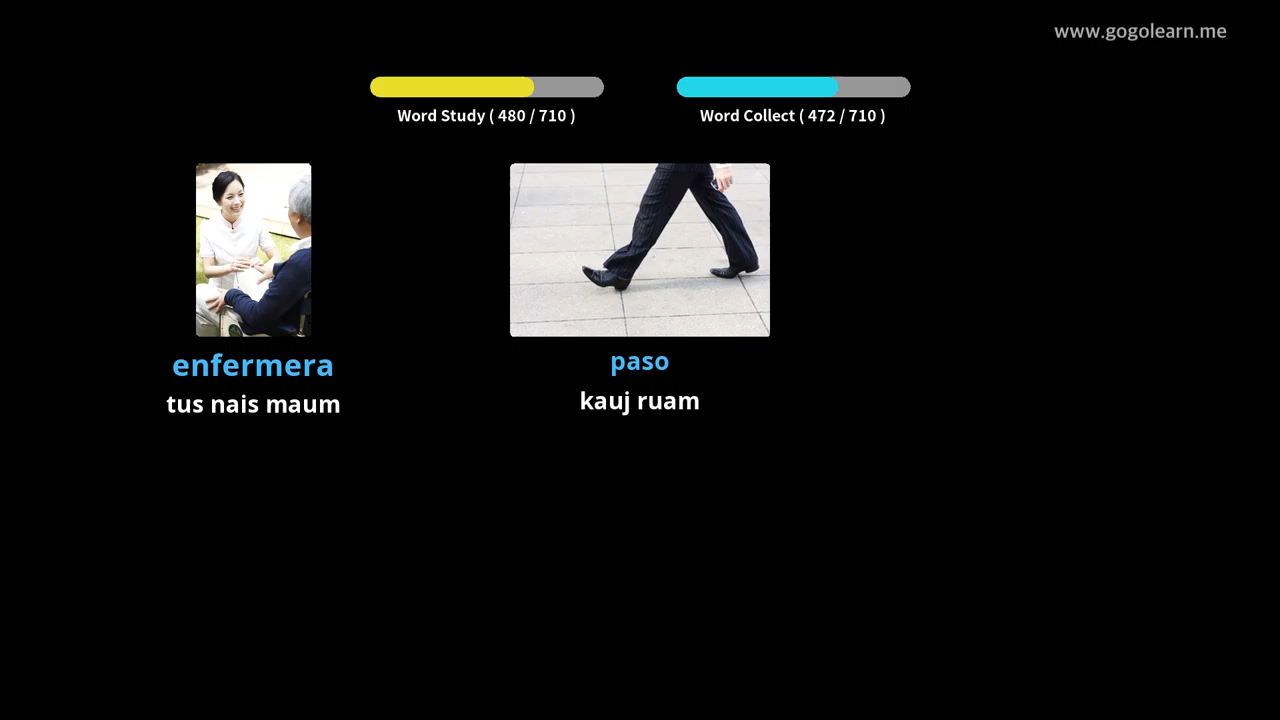 www.gogolearn.me
Word Study ( 480 / 710 )
Word Collect ( 472 / 710 )
enfermera
tus nais maum
paso
kauj ruam